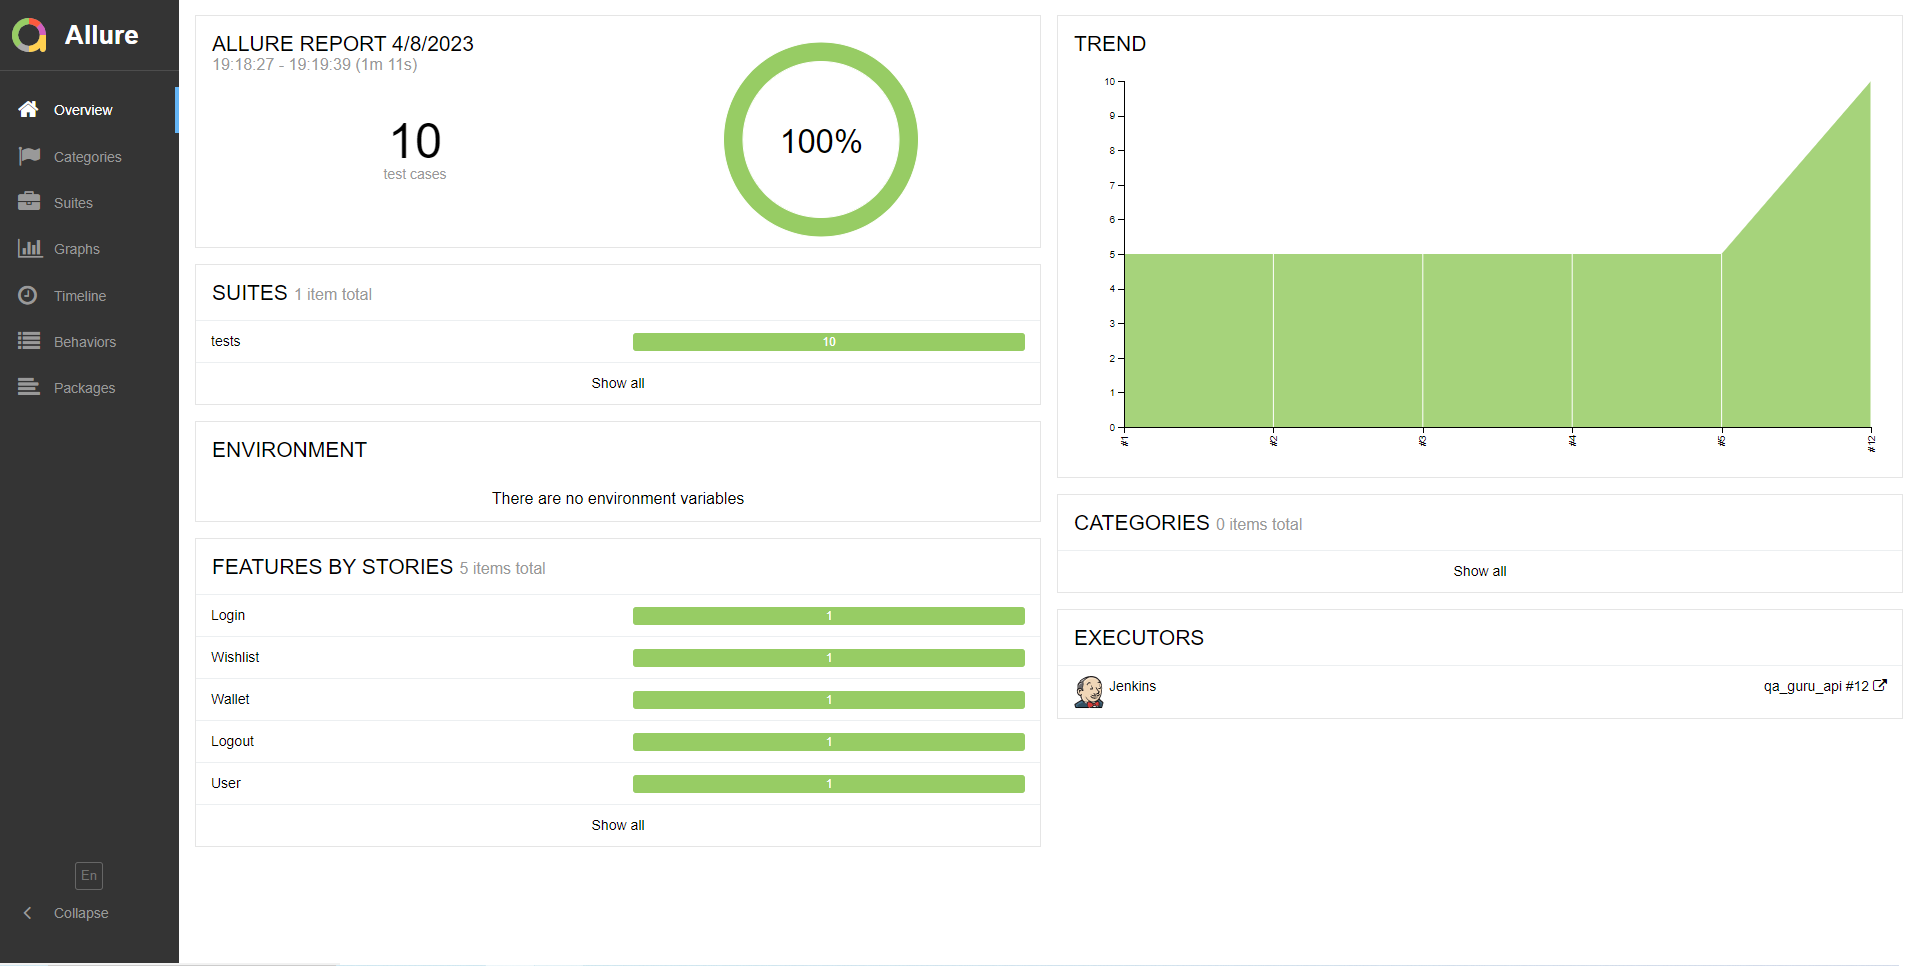 Allure
Overview
Categories
Suites
Graphs
Timeline
Behaviors
Packages
En
Collapse
ALLURE REPORT 4/8/2023
19:18:27 - 19:19:39 (1m 11s)
10
test cases
100%
SUITES 1 item total
tests 10
Show all
ENVIRONMENT
There are no environment variables
FEATURES BY STORIES 5 items total
Login 1
Wishlist 1
Wallet 1
Logout 1
User 1
Show all
TREND
10
9
8
7
6
5
4
3
2
1
0
#1 #2 #3 #4 #5 #12
CATEGORIES 0 items total
Show all
EXECUTORS
Jenkins qa_guru_api #12